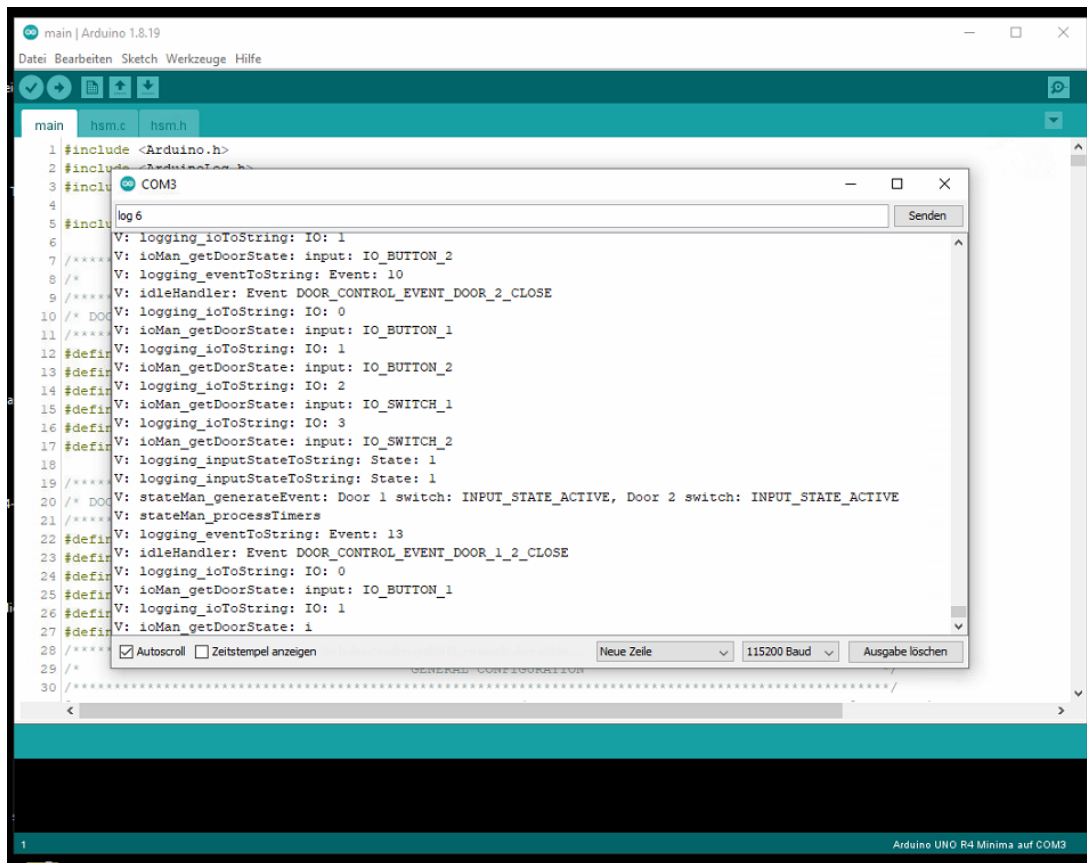 main | Arduino 1.8.19
Datei Bearbeiten Sketch Werkzeuge Hilfe
main hsm.c hsm.h
1 #include <Arduino.h>
2 #include <ArduinoLog.h>
3 #inclu
4
5 #inclu
6
7 /*****
8 /*
9 /*****
10 /* DOO
11 /*****
12 #defin
13 #defin
14 #defin
15 #defin
16 #defin
17 #defin
18
19 /*****
20 /* DOO
21 /*****
22 #defin
23 #defin
24 #defin
25 #defin
26 #defin
27 #defin
28 /*****
29 /* GENERAL CONFIGURATION */
30
COM3
log 6 Senden
V: logging_ioToString: IO: 1
V: ioMan_getDoorState: input: IO_BUTTON_2
V: logging_eventToString: Event: 10
V: idleHandler: Event DOOR_CONTROL_EVENT_DOOR_2_CLOSE
V: logging_ioToString: IO: 0
V: ioMan_getDoorState: input: IO_BUTTON_1
V: logging_ioToString: IO: 1
V: ioMan_getDoorState: input: IO_BUTTON_2
V: logging_ioToString: IO: 2
V: ioMan_getDoorState: input: IO_SWITCH_1
V: logging_ioToString: IO: 3
V: ioMan_getDoorState: input: IO_SWITCH_2
V: logging_inputStateToString: State: 1
V: logging_inputStateToString: State: 1
V: stateMan_generateEvent: Door 1 switch: INPUT_STATE_ACTIVE, Door 2 switch: INPUT_STATE_ACTIVE
V: stateMan_processTimers
V: logging_eventToString: Event: 13
V: idleHandler: Event DOOR_CONTROL_EVENT_DOOR_1_2_CLOSE
V: logging_ioToString: IO: 0
V: ioMan_getDoorState: input: IO_BUTTON_1
V: logging_ioToString: IO: 1
V: ioMan_getDoorState: i
Autoscroll Zeitstempel anzeigen Neue Zeile 115200 Baud Ausgabe löschen
1 Arduino UNO R4 Minima auf COM3